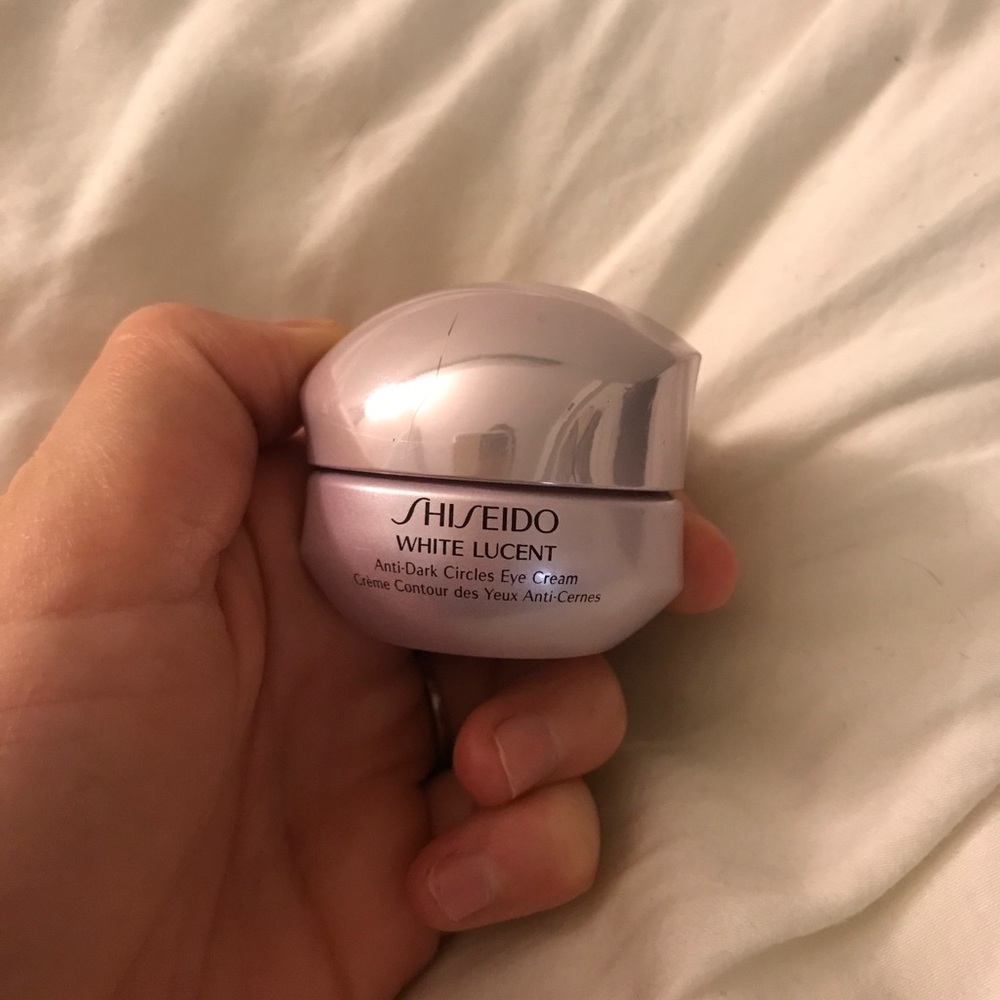 SHISEIDO
WHITE LUCENT
Anti-Dark Circles Eye Cream
Crème Contour des Yeux Anti-Cernes